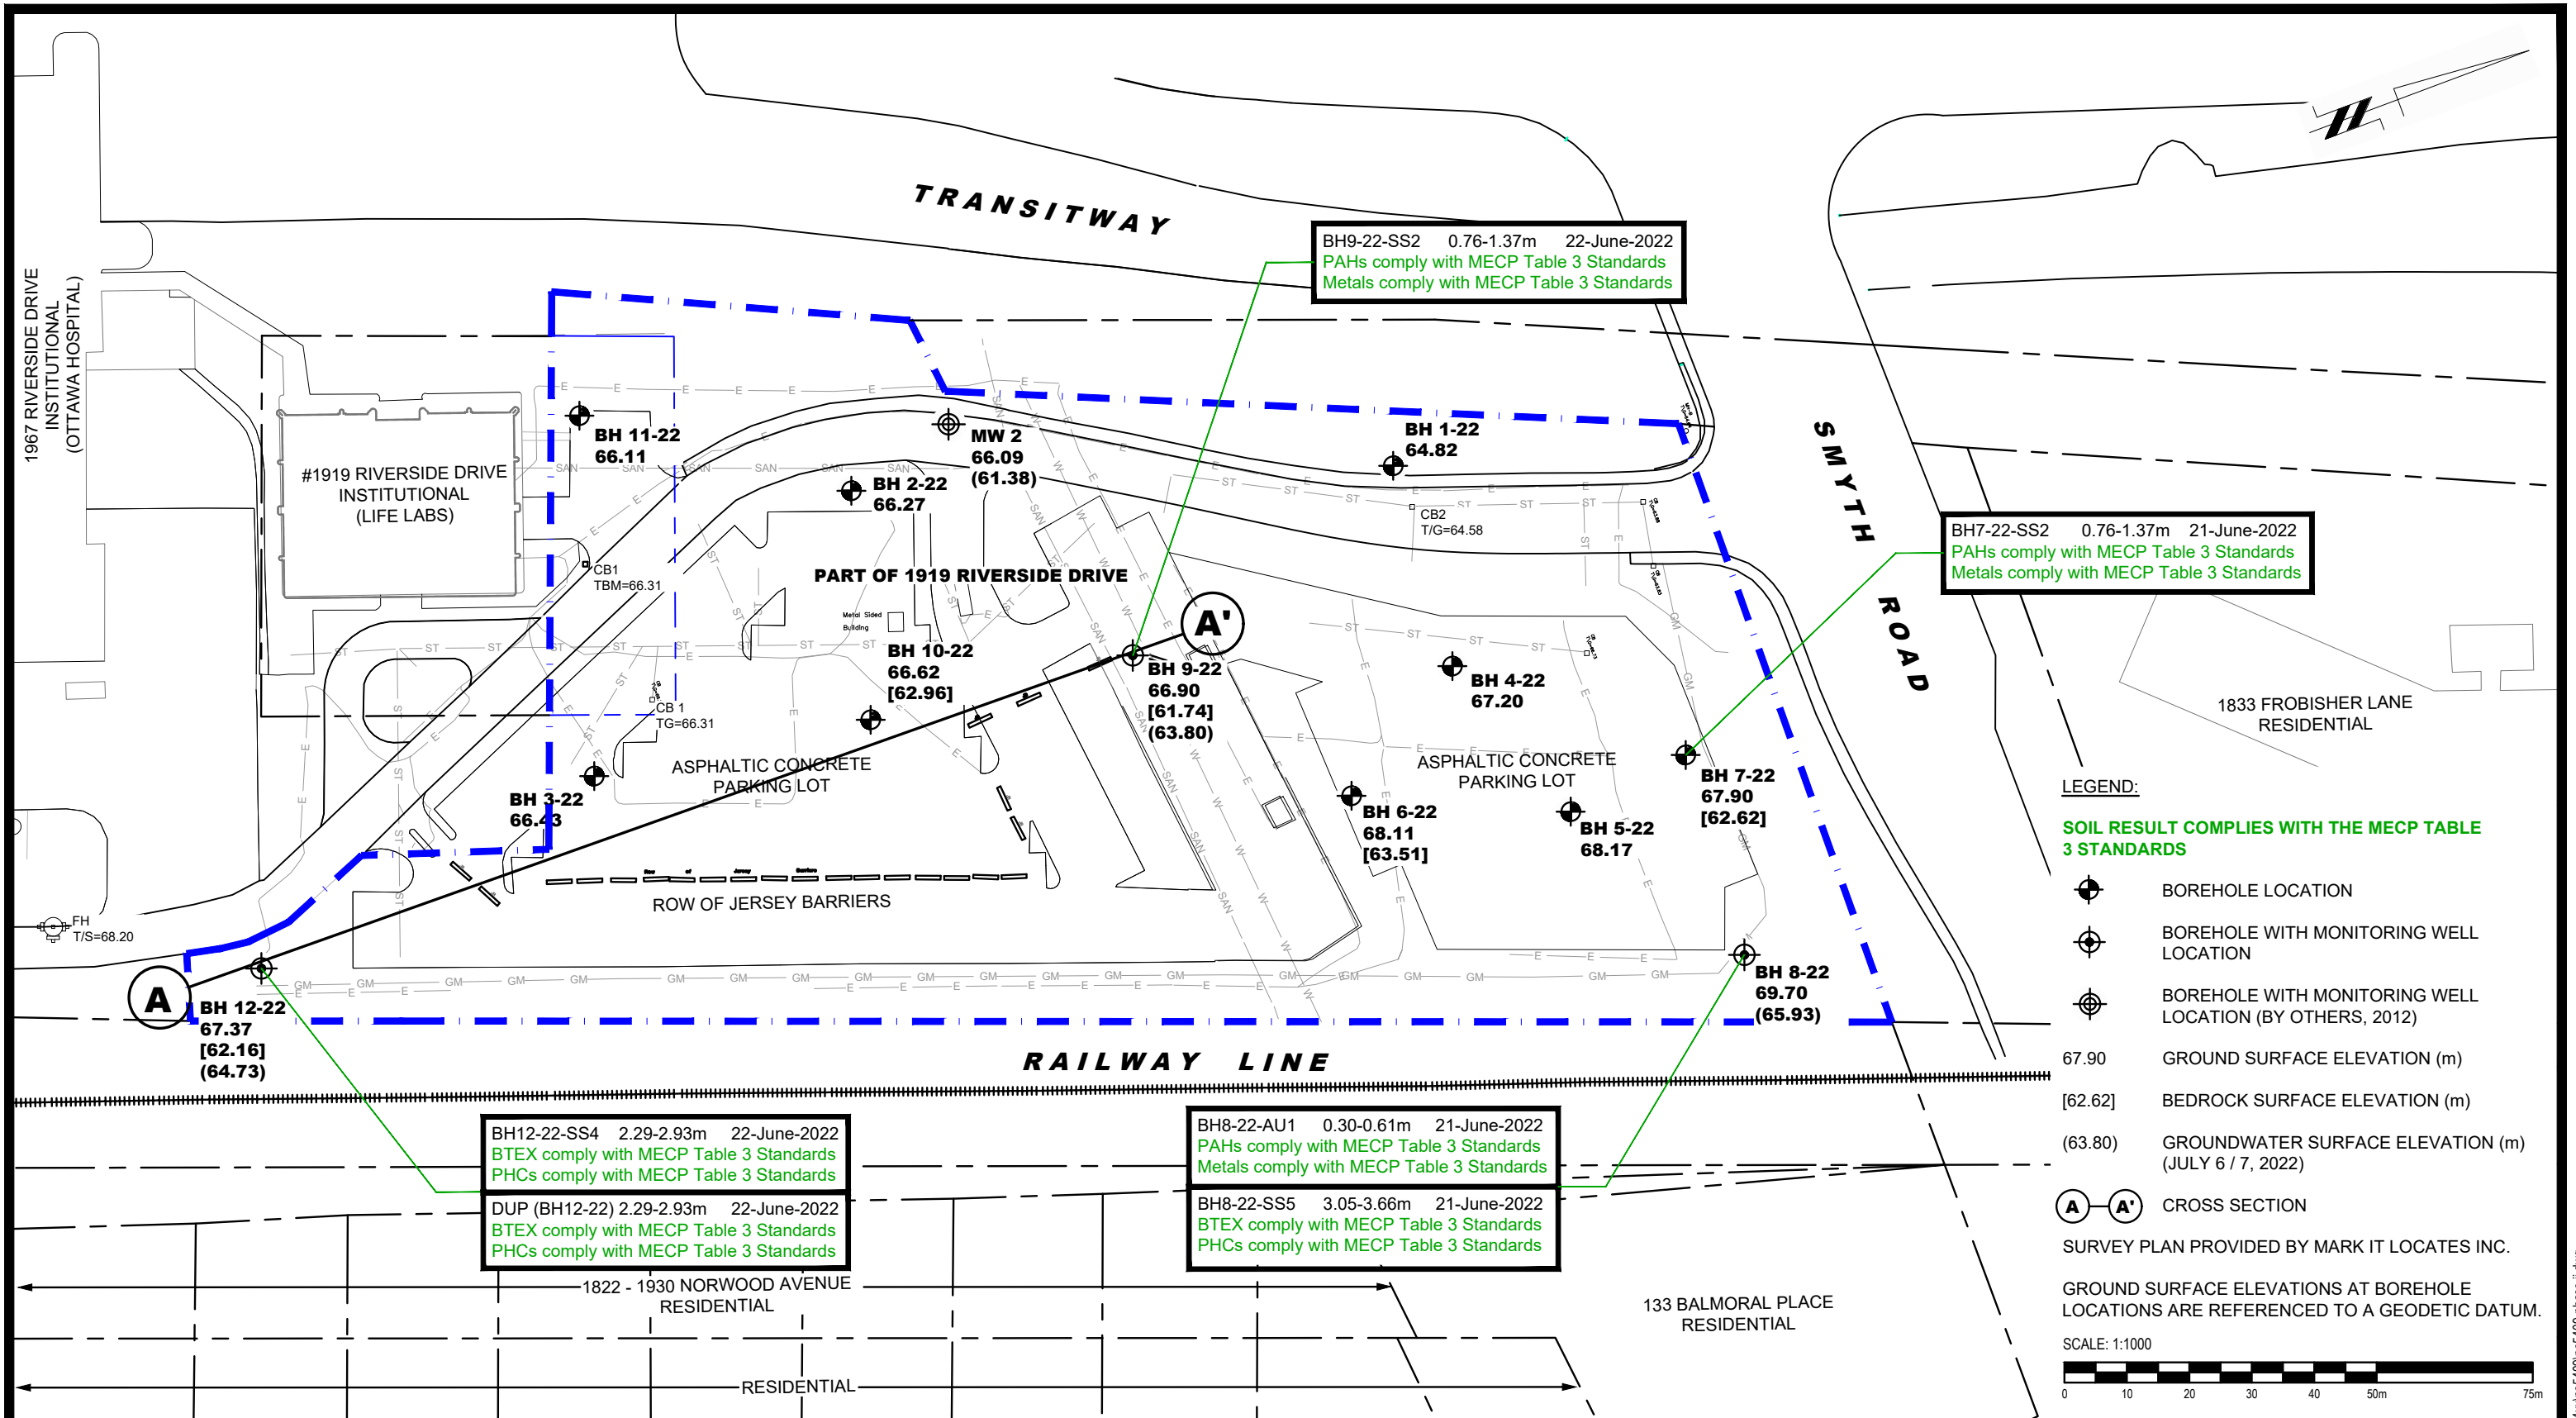 TRANSITWAY
1967 RIVERSIDE DRIVE
INSTITUTIONAL
(OTTAWA HOSPITAL)
BH9-22-SS2 0.76-1.37m 22-June-2022
PAHs comply with MECP Table 3 Standards
Metals comply with MECP Table 3 Standards
BH 11-22
66.11
MW 2
66.09
(61.38)
BH 1-22
64.82
#1919 RIVERSIDE DRIVE
INSTITUTIONAL
(LIFE LABS)
BH 2-22
66.27
CB2
T/G=64.58
SMYTH ROAD
BH7-22-SS2 0.76-1.37m 21-June-2022
PAHs comply with MECP Table 3 Standards
Metals comply with MECP Table 3 Standards
CB1
TBM=66.31
PART OF 1919 RIVERSIDE DRIVE
Metal Sided
Building
A'
BH 10-22
66.62
[62.96]
BH 9-22
66.90
[61.74]
(63.80)
BH 4-22
67.20
1833 FROBISHER LANE
RESIDENTIAL
CB 1
TG=66.31
ASPHALTIC CONCRETE
PARKING LOT
ASPHALTIC CONCRETE
PARKING LOT
BH 3-22
66.43
BH 6-22
68.11
[63.51]
BH 5-22
68.17
BH 7-22
67.90
[62.62]
Row of Jersey Barriers
ROW OF JERSEY BARRIERS
FH
T/S=68.20
A
BH 12-22
67.37
[62.16]
(64.73)
BH 8-22
69.70
(65.93)
RAILWAY LINE
BH12-22-SS4 2.29-2.93m 22-June-2022
BTEX comply with MECP Table 3 Standards
PHCs comply with MECP Table 3 Standards
DUP (BH12-22) 2.29-2.93m 22-June-2022
BTEX comply with MECP Table 3 Standards
PHCs comply with MECP Table 3 Standards
BH8-22-AU1 0.30-0.61m 21-June-2022
PAHs comply with MECP Table 3 Standards
Metals comply with MECP Table 3 Standards
BH8-22-SS5 3.05-3.66m 21-June-2022
BTEX comply with MECP Table 3 Standards
PHCs comply with MECP Table 3 Standards
1822 - 1930 NORWOOD AVENUE
RESIDENTIAL
133 BALMORAL PLACE
RESIDENTIAL
RESIDENTIAL
LEGEND:
SOIL RESULT COMPLIES WITH THE MECP TABLE
3 STANDARDS
BOREHOLE LOCATION
BOREHOLE WITH MONITORING WELL
LOCATION
BOREHOLE WITH MONITORING WELL
LOCATION (BY OTHERS, 2012)
67.90 GROUND SURFACE ELEVATION (m)
[62.62] BEDROCK SURFACE ELEVATION (m)
(63.80) GROUNDWATER SURFACE ELEVATION (m)
(JULY 6 / 7, 2022)
A A' CROSS SECTION
SURVEY PLAN PROVIDED BY MARK IT LOCATES INC.
GROUND SURFACE ELEVATIONS AT BOREHOLE
LOCATIONS ARE REFERENCED TO A GEODETIC DATUM.
SCALE: 1:1000
0 10 20 30 40 50m 75m